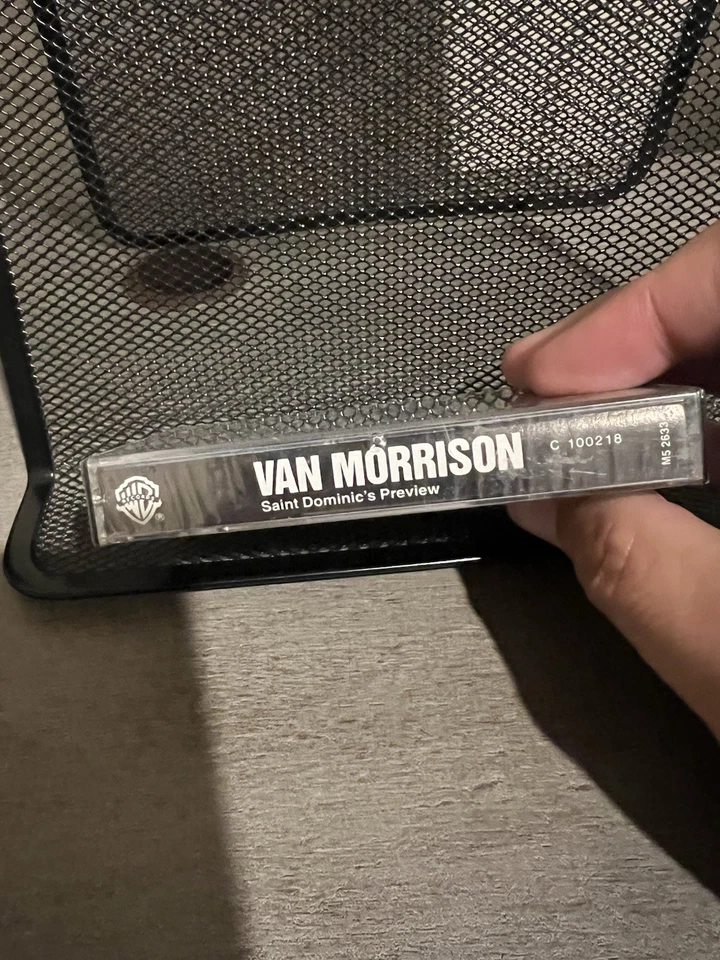 VAN MORRISON
Saint Dominic's Preview
C 100218
M5 2633
®